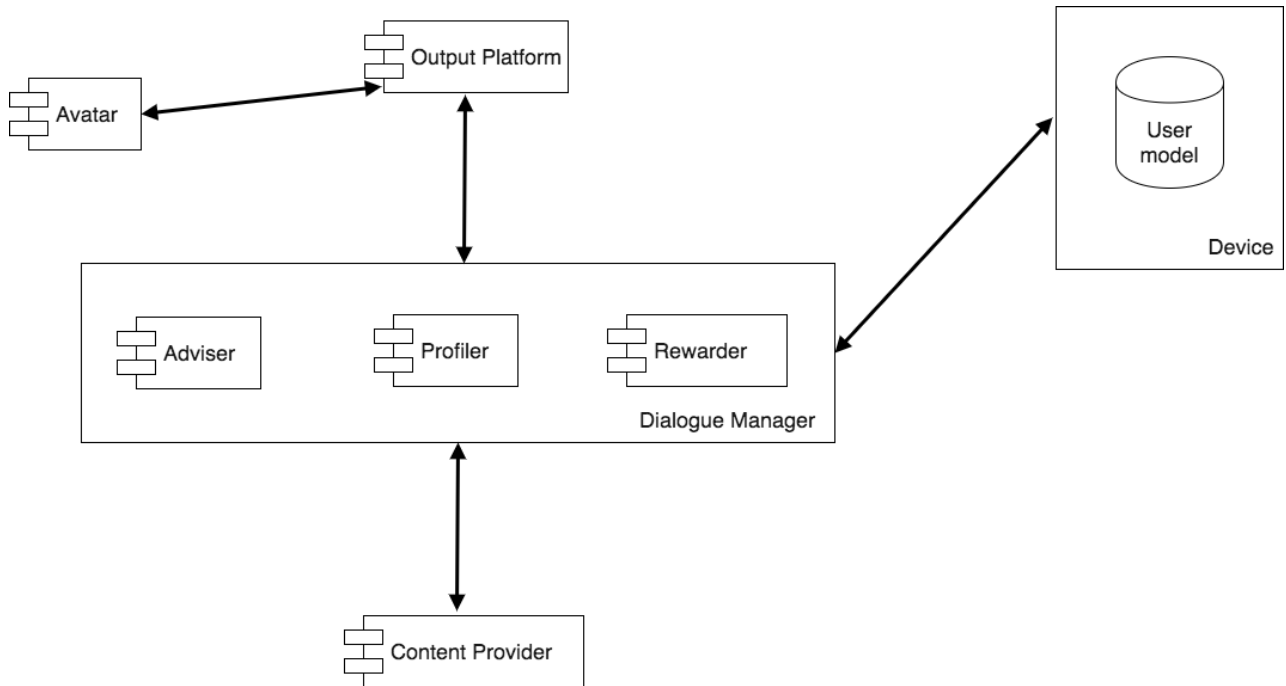 Output Platform
Avatar
User
model
Device
Adviser
Profiler
Rewarder
Dialogue Manager
Content Provider